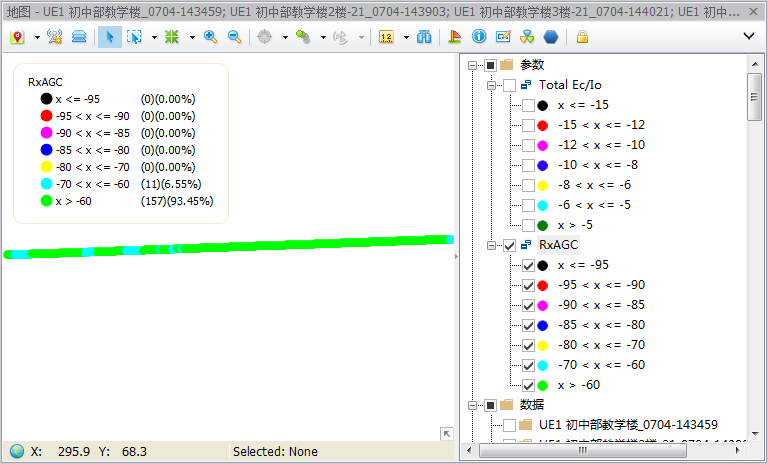 地图 - UE1 初中部教学楼_0704-143459; UE1 初中部教学楼2楼-21_0704-143903; UE1 初中部教学楼3楼-21_0704-144021; UE1 初中...
RxAGC
x <= -95 (0)(0.00%)
-95 < x <= -90 (0)(0.00%)
-90 < x <= -85 (0)(0.00%)
-85 < x <= -80 (0)(0.00%)
-80 < x <= -70 (0)(0.00%)
-70 < x <= -60 (11)(6.55%)
x > -60 (157)(93.45%)
参数
Total Ec/Io
x <= -15
-15 < x <= -12
-12 < x <= -10
-10 < x <= -8
-8 < x <= -6
-6 < x <= -5
x > -5
RxAGC
x <= -95
-95 < x <= -90
-90 < x <= -85
-85 < x <= -80
-80 < x <= -70
-70 < x <= -60
x > -60
数据
UE1 初中部教学楼_0704-143459
X: 295.9 Y: 68.3 Selected: None